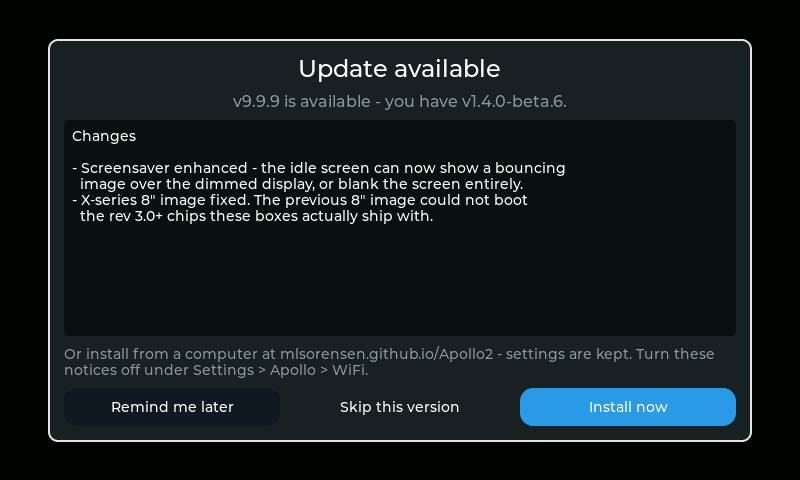 Update available
v9.9.9 is available - you have v1.4.0-beta.6.
Changes
- Screensaver enhanced - the idle screen can now show a bouncing
image over the dimmed display, or blank the screen entirely.
- X-series 8" image fixed. The previous 8" image could not boot
the rev 3.0+ chips these boxes actually ship with.
Or install from a computer at mlsorensen.github.io/Apollo2 - settings are kept. Turn these
notices off under Settings > Apollo > WiFi.
Remind me later
Skip this version
Install now